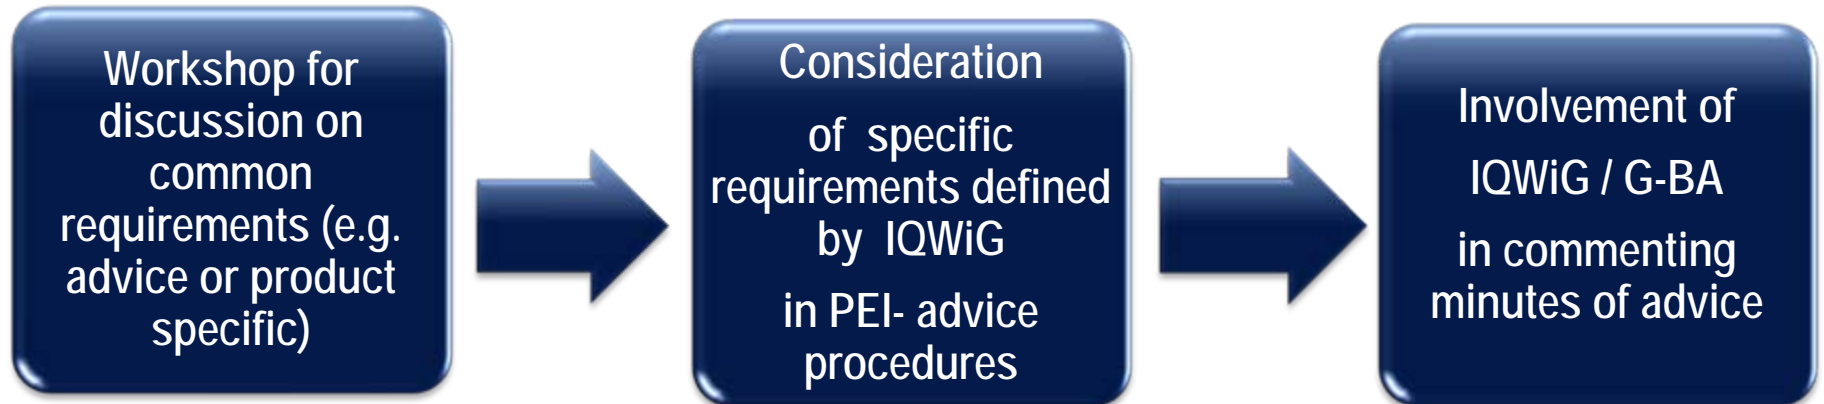 Workshop for
discussion on
common
requirements (e.g.
advice or product
specific)
Consideration
of specific
requirements defined
by IQWiG
in PEI- advice
procedures
Involvement of
IQWiG / G-BA
in commenting
minutes of advice